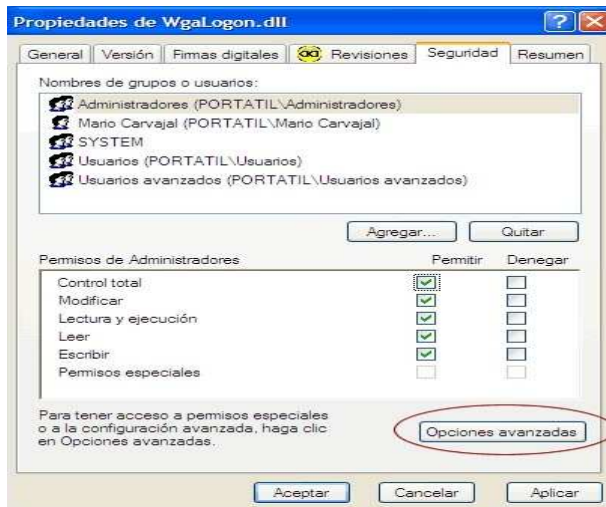 Propiedades de WgaLogon.dll
General Versión Firmas digitales Revisiones Seguridad Resumen
Nombres de grupos o usuarios:
Administradores (PORTATIL\Administradores)
Mario Carvajal (PORTATIL\Mario Carvajal)
SYSTEM
Usuarios (PORTATIL\Usuarios)
Usuarios avanzados (PORTATIL\Usuarios avanzados)
Agregar... Quitar
Permisos de Administradores Permitir Denegar
Control total
Modificar
Lectura y ejecución
Leer
Escribir
Permisos especiales
Para tener acceso a permisos especiales
o a la configuración avanzada, haga clic
en Opciones avanzadas.
Opciones avanzadas
Aceptar Cancelar Aplicar